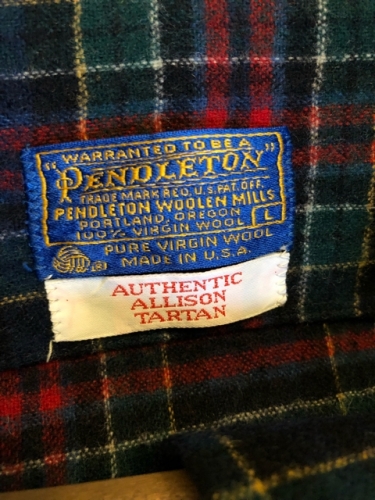 "WARRANTED TO BE A"
PENDLETON
TRADE MARK REG. U.S. PAT. OFF.
PENDLETON WOOLEN MILLS
PORTLAND, OREGON
100% VIRGIN WOOL L
PURE VIRGIN WOOL
MADE IN U.S.A.
AUTHENTIC
ALLISON
TARTAN